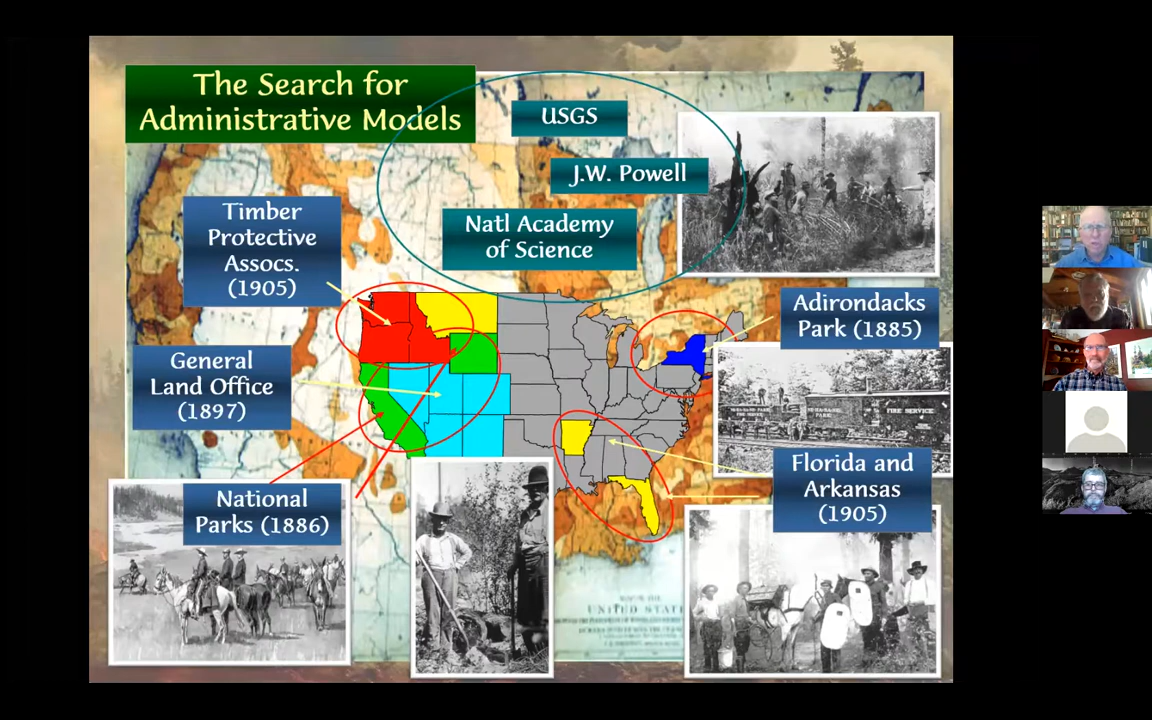 The Search for
Administrative Models
USGS
J.W. Powell
Natl Academy
of Science
Timber
Protective
Assocs.
(1905)
Adirondacks
Park (1885)
General
Land Office
(1897)
FIRE SERVICE
Florida and
Arkansas
(1905)
National
Parks (1886)
UNITED STAT